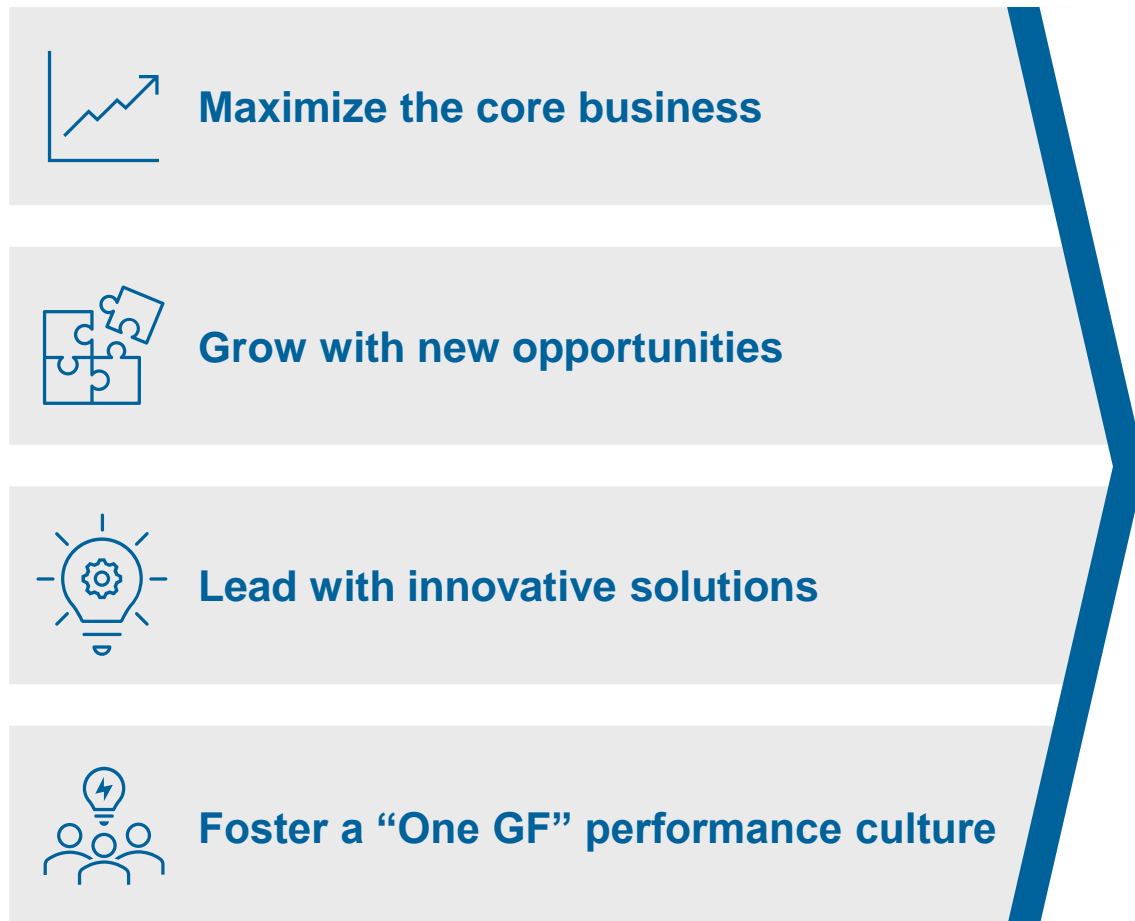 Maximize the core business
Grow with new opportunities
Lead with innovative solutions
Foster a “One GF” performance culture